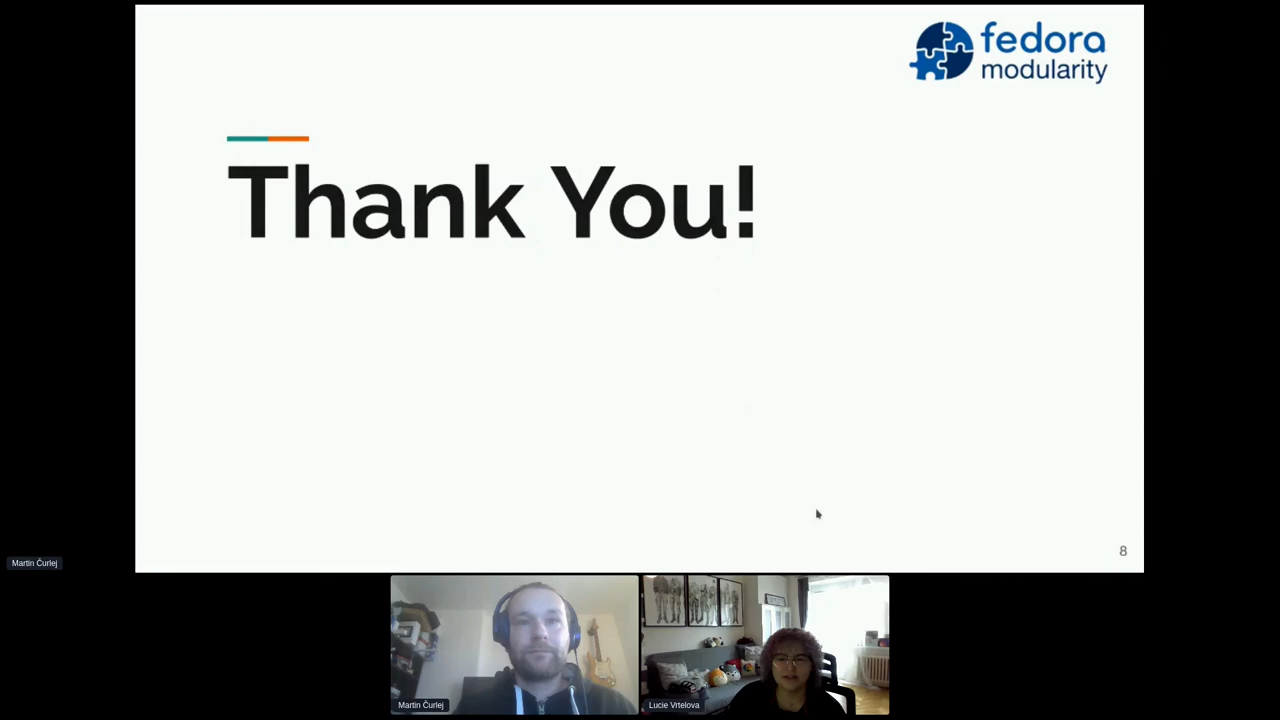 fedora
modularity
Thank You!
8
Martin Čurlej
Martin Čurlej
Lucie Vrtelova